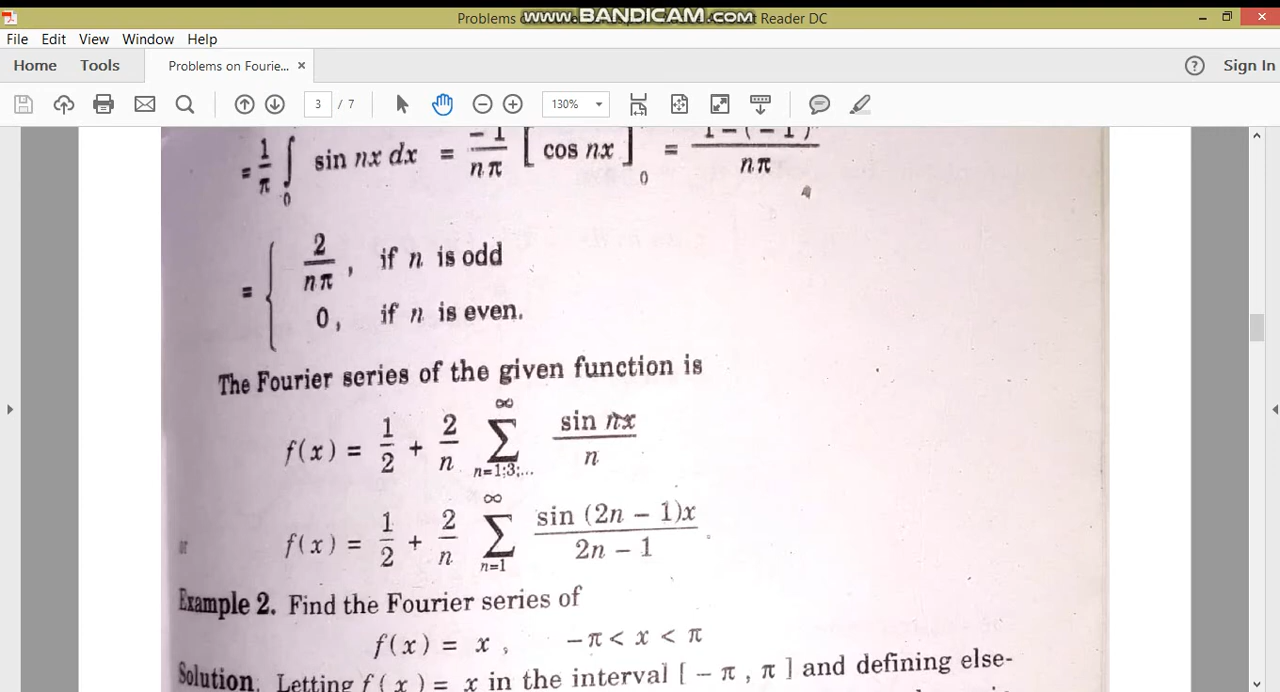 Problems o www.BANDICAM.com t Reader DC
File Edit View Window Help
Home Tools Problems on Fourie... ×
? Sign In
3 / 7 130%
= 1/π ∫₀ sin nx dx = -1/nπ [ cos nx ]₀ = 1-(-1)ⁿ/nπ
= { 2/nπ , if n is odd
0, if n is even.
The Fourier series of the given function is
f(x) = 1/2 + 2/n ∑_{n=1;3;...}^∞ sin nx/n
or f(x) = 1/2 + 2/n ∑_{n=1}^∞ sin (2n - 1)x/2n - 1
Example 2. Find the Fourier series of
f(x) = x, -π < x < π
Solution. Letting f(x) = x in the interval [ - π, π ] and defining else-